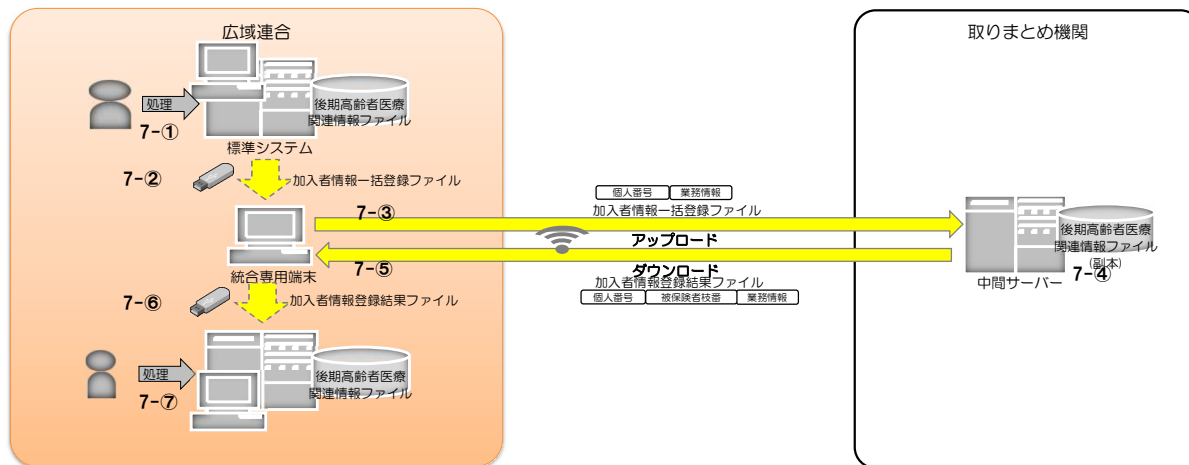 広域連合
処理
7-①
後期高齢者医療
関連情報ファイル
標準システム
7-②
加入者情報一括登録ファイル
7-③
統合専用端末
7-⑤
7-⑥
加入者情報登録結果ファイル
処理
7-⑦
後期高齢者医療
関連情報ファイル
個人番号 業務情報
加入者情報一括登録ファイル
アップロード
ダウンロード
加入者情報登録結果ファイル
個人番号 被保険者枝番 業務情報
取りまとめ機関
後期高齢者医療
関連情報ファイル
(副本)
7-④
中間サーバー